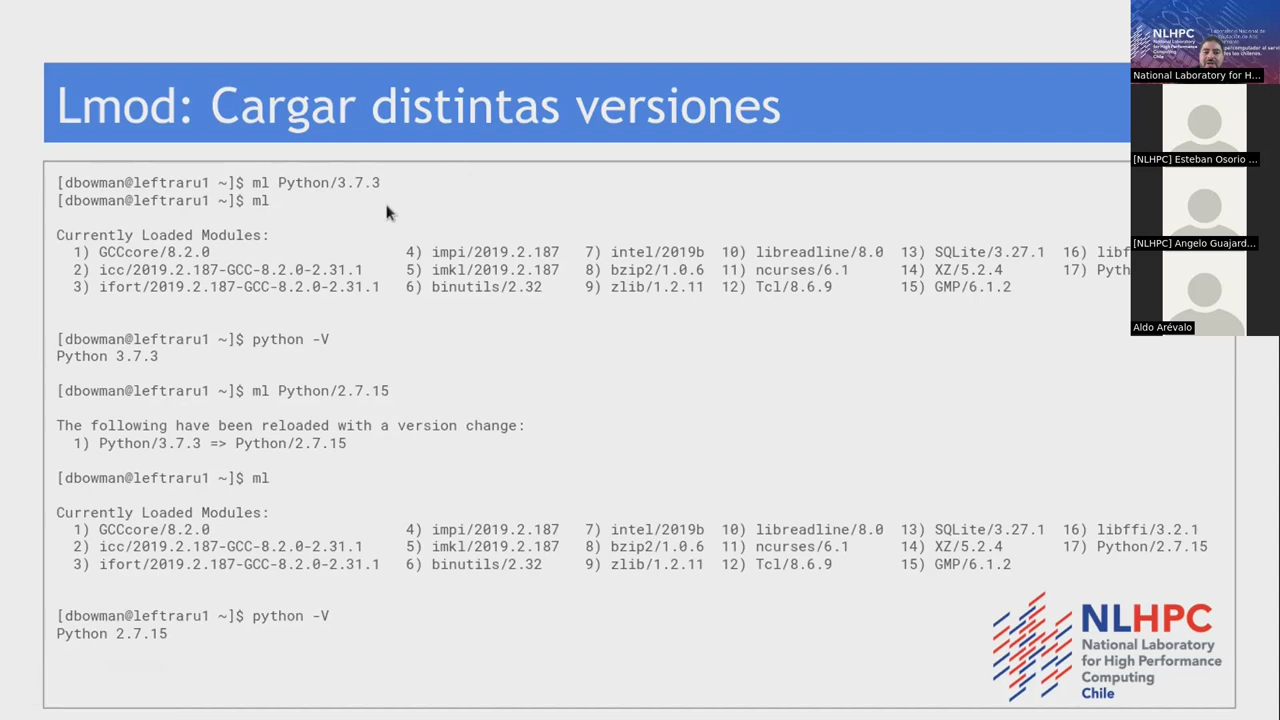 Lmod: Cargar distintas versiones
[dbowman@leftraru1 ~]$ ml Python/3.7.3
[dbowman@leftraru1 ~]$ ml
Currently Loaded Modules:
1) GCCcore/8.2.0 4) impi/2019.2.187 7) intel/2019b 10) libreadline/8.0 13) SQLite/3.27.1 16) libf
2) icc/2019.2.187-GCC-8.2.0-2.31.1 5) imkl/2019.2.187 8) bzip2/1.0.6 11) ncurses/6.1 14) XZ/5.2.4 17) Pyth
3) ifort/2019.2.187-GCC-8.2.0-2.31.1 6) binutils/2.32 9) zlib/1.2.11 12) Tcl/8.6.9 15) GMP/6.1.2
[dbowman@leftraru1 ~]$ python -V
Python 3.7.3
[dbowman@leftraru1 ~]$ ml Python/2.7.15
The following have been reloaded with a version change:
1) Python/3.7.3 => Python/2.7.15
[dbowman@leftraru1 ~]$ ml
Currently Loaded Modules:
1) GCCcore/8.2.0 4) impi/2019.2.187 7) intel/2019b 10) libreadline/8.0 13) SQLite/3.27.1 16) libffi/3.2.1
2) icc/2019.2.187-GCC-8.2.0-2.31.1 5) imkl/2019.2.187 8) bzip2/1.0.6 11) ncurses/6.1 14) XZ/5.2.4 17) Python/2.7.15
3) ifort/2019.2.187-GCC-8.2.0-2.31.1 6) binutils/2.32 9) zlib/1.2.11 12) Tcl/8.6.9 15) GMP/6.1.2
[dbowman@leftraru1 ~]$ python -V
Python 2.7.15
NLHPC
National Laboratory
for High Performance
Computing
Chile
NLHPC
National Laboratory
for High Performance
Computing
Chile
National Laboratory for H...
[NLHPC] Esteban Osorio ...
[NLHPC] Angelo Guajard...
Aldo Arévalo